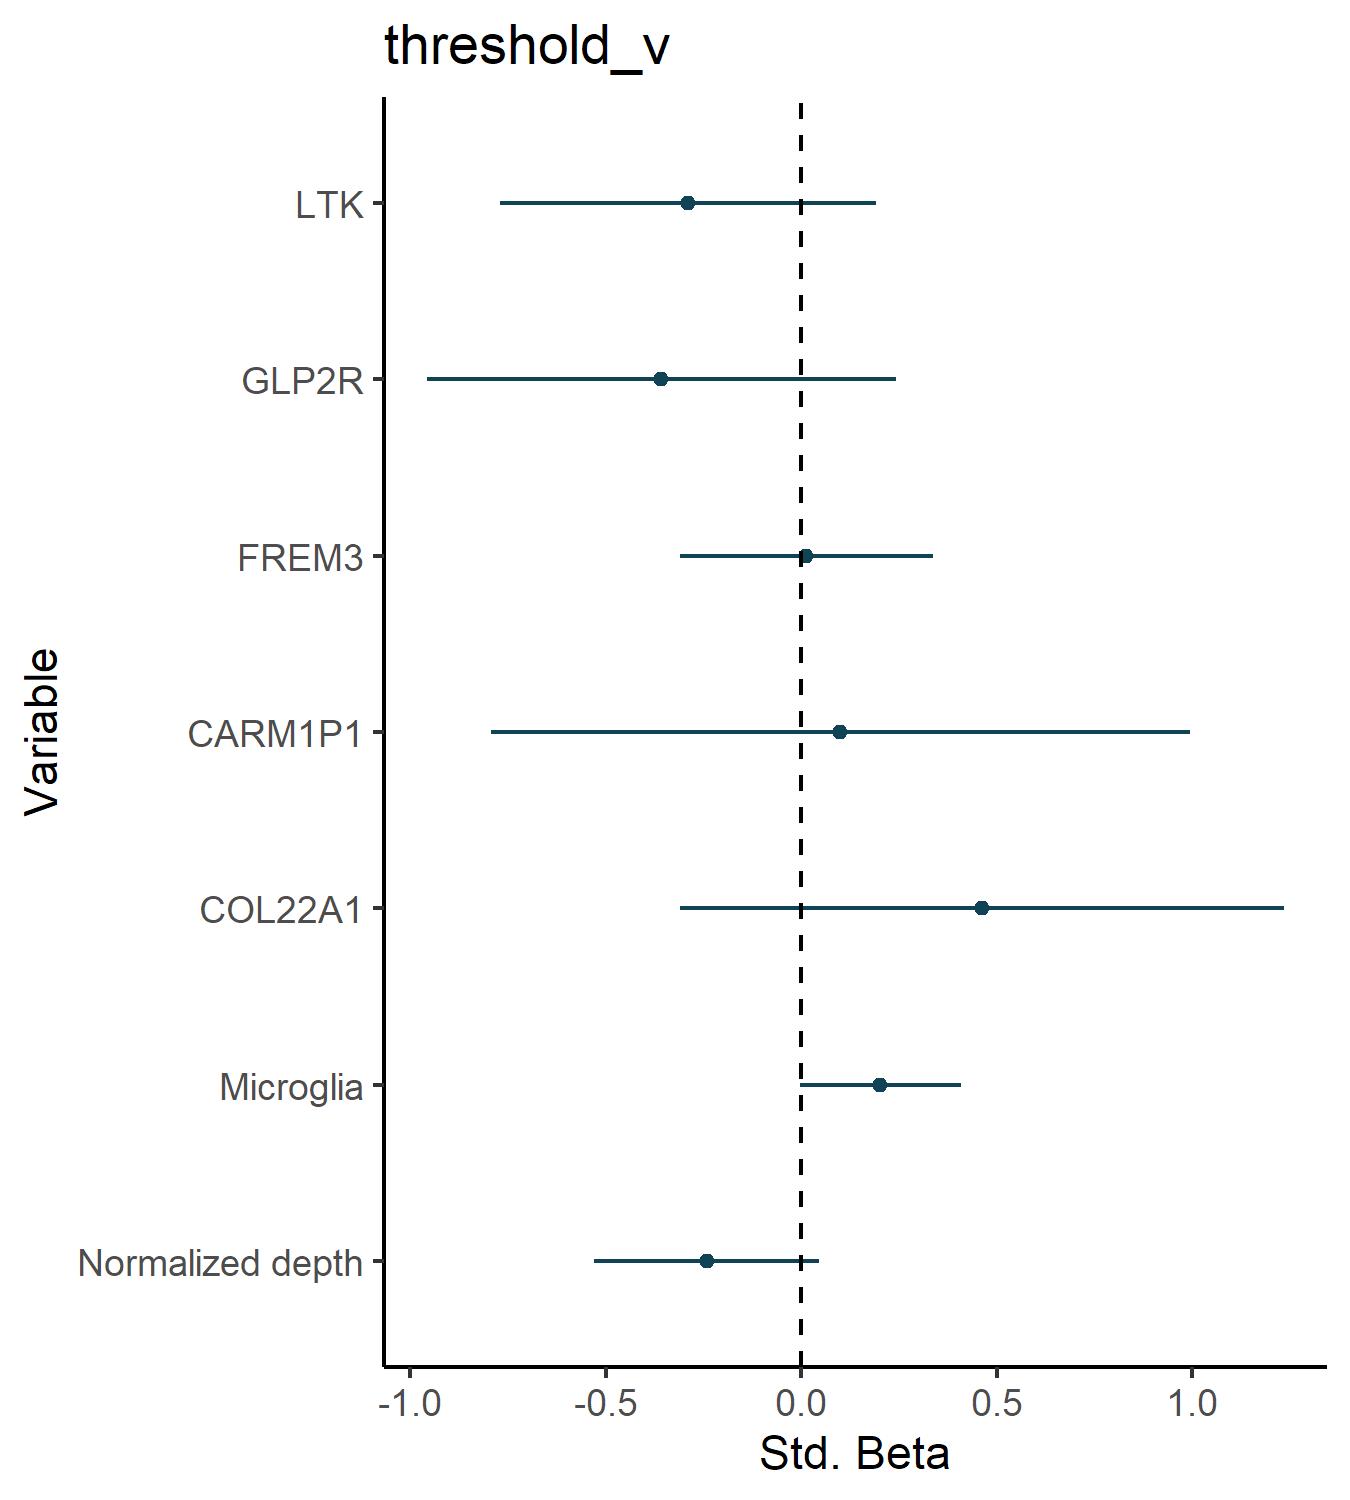 threshold_v
Variable
LTK
GLP2R
FREM3
CARM1P1
COL22A1
Microglia
Normalized depth
-1.0 -0.5 0.0 0.5 1.0
Std. Beta